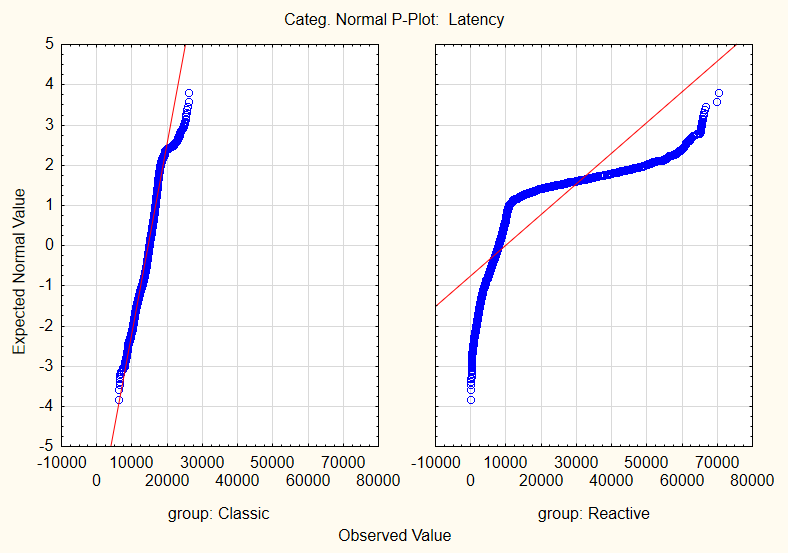 Categ. Normal P-Plot:  Latency
Expected Normal Value
5
4
3
2
1
0
-1
-2
-3
-4
-5
-10000 10000 30000 50000 70000
0 20000 40000 60000 80000
-10000 10000 30000 50000 70000
0 20000 40000 60000 80000
group: Classic
group: Reactive
Observed Value